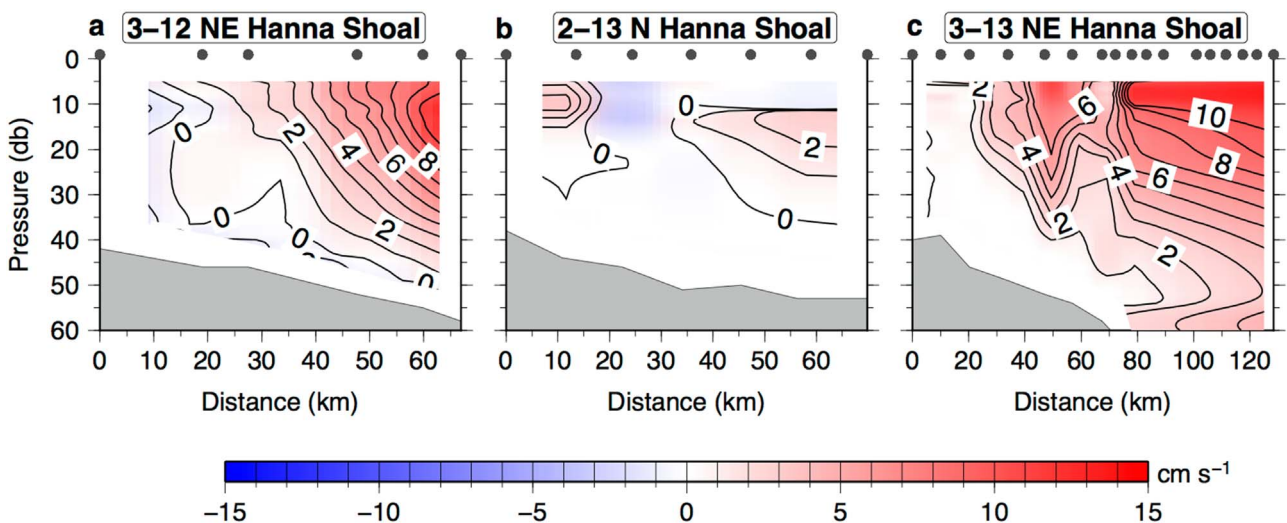 a 3–12 NE Hanna Shoal b 2–13 N Hanna Shoal c 3–13 NE Hanna Shoal
Pressure (db)
0
10
20
30
40
50
60
0 2 4 6 8
0 0 2
0
0 10 20 30 40 50 60
Distance (km)
0
0 2
0
0 10 20 30 40 50 60
Distance (km)
2 6 10
4 4 6 8
2 2
0 20 40 60 80 100 120
Distance (km)
cm s⁻¹
−15 −10 −5 0 5 10 15